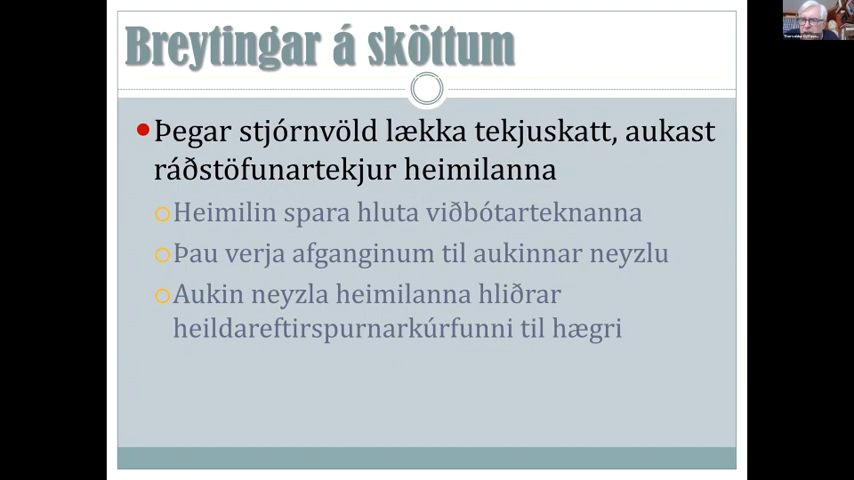 Breytingar á sköttum
Þegar stjórnvöld lækka tekjuskatt, aukast
ráðstöfunartekjur heimilanna
Heimilin spara hluta viðbótarteknanna
Þau verja afganginum til aukinnar neyzlu
Aukin neyzla heimilanna hliðrar
heildareftirspurnarkúrfunni til hægri